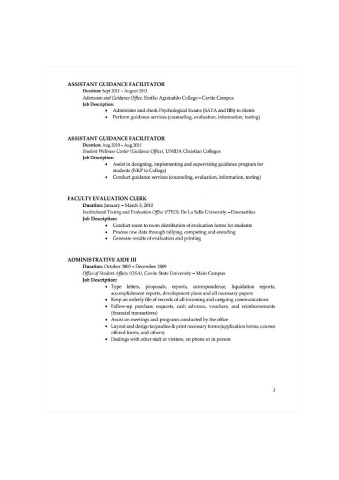 ASSISTANT GUIDANCE FACILITATOR
Duration: Sept 2011 – August 2013
Admission and Guidance Office, Emilio Aguinaldo College – Cavite Campus
Job Description:
• Administer and check Psychological Exams (SATA and IBS) to clients
• Perform guidance services (counseling, evaluation, information, testing)
ASSISTANT GUIDANCE FACILITATOR
Duration: Aug 2010 – Aug 2011
Student Wellness Center (Guidance Office), UNIDA Christian Colleges
Job Description:
• Assist in designing, implementing and supervising guidance program for
students (NKP to College)
• Conduct guidance services (counseling, evaluation, information, testing)
FACULTY EVALUATION CLERK
Duration: January – March 5, 2010
Institutional Testing and Evaluation Office (ITEO), De La Salle University – Dasmariñas
Job Description:
• Conduct room to room distribution of evaluation forms for students
• Process raw data through tallying, computing and encoding
• Generate results of evaluation and printing
ADMINISTRATIVE AIDE III
Duration: October 2003 – December 2009
Office of Student Affairs (OSA), Cavite State University – Main Campus
Job Description:
• Type letters, proposals, reports, correspondence, liquidation reports,
accomplishment reports, development plans and all necessary papers
• Keep an orderly file of records of all incoming and outgoing communications
• Follow-up purchase requests, cash advance, vouchers, and reimbursements
(financial transactions)
• Assist on meetings and programs conducted by the office
• Layout and design tarpaulins & print necessary forms(application forms, courses
offered forms, and others)
• Dealings with other staff or visitors, on phone or in person
3